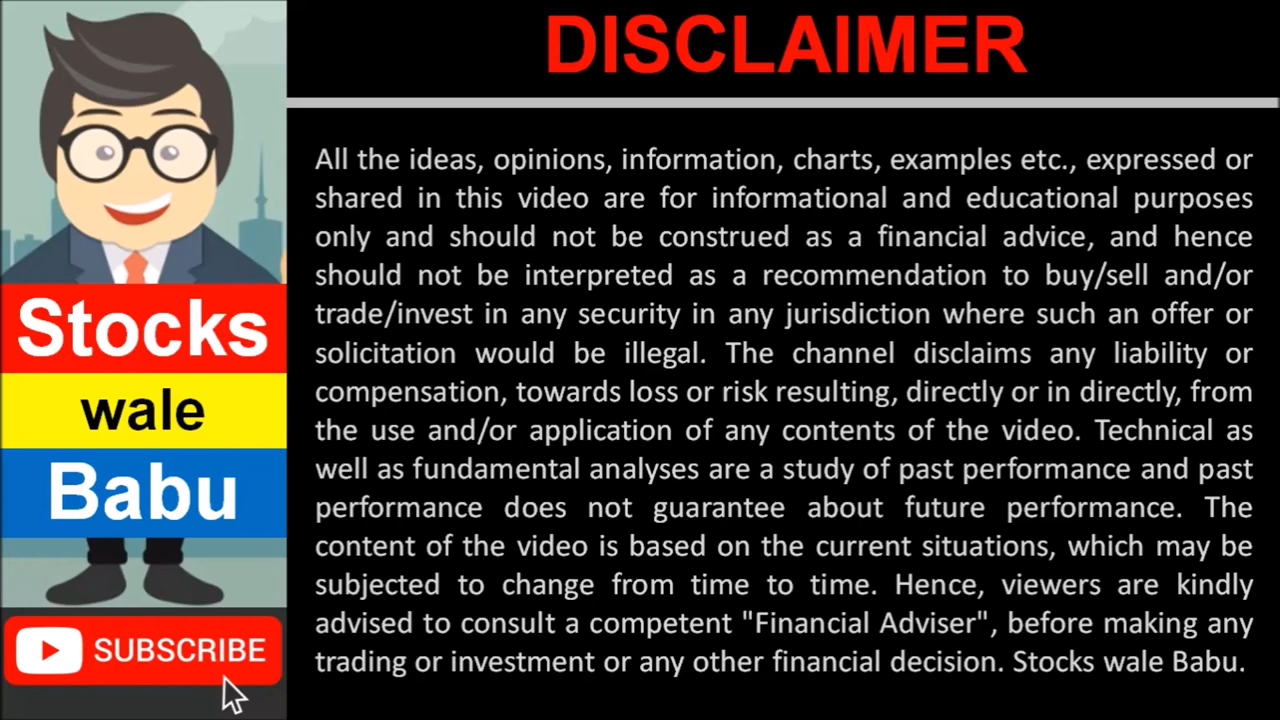 DISCLAIMER
All the ideas, opinions, information, charts, examples etc., expressed or
shared in this video are for informational and educational purposes
only and should not be construed as a financial advice, and hence
should not be interpreted as a recommendation to buy/sell and/or
trade/invest in any security in any jurisdiction where such an offer or
solicitation would be illegal. The channel disclaims any liability or
compensation, towards loss or risk resulting, directly or in directly, from
the use and/or application of any contents of the video. Technical as
well as fundamental analyses are a study of past performance and past
performance does not guarantee about future performance. The
content of the video is based on the current situations, which may be
subjected to change from time to time. Hence, viewers are kindly
advised to consult a competent "Financial Adviser", before making any
trading or investment or any other financial decision. Stocks wale Babu.
Stocks
wale
Babu
SUBSCRIBE